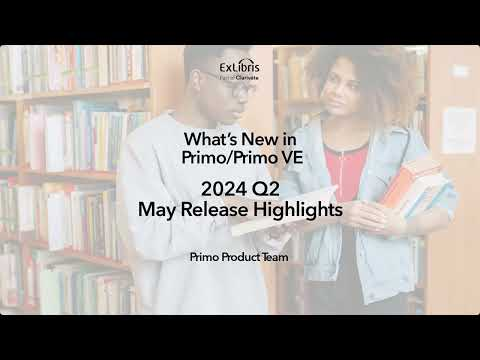 ExLibris
Part of Clarivate
What's New in
Primo/Primo VE
2024 Q2
May Release Highlights
Primo Product Team